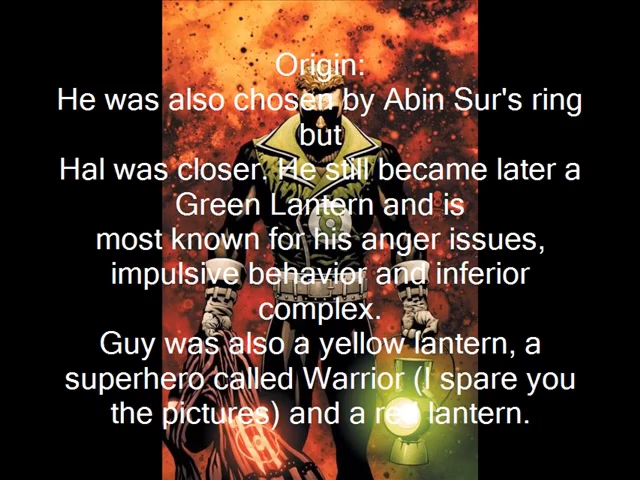 Origin:
He was also chosen by Abin Sur's ring
but
Hal was closer. He still became later a
Green Lantern and is
most known for his anger issues,
impulsive behavior and inferior
complex.
Guy was also a yellow lantern, a
superhero called Warrior (I spare you
the pictures) and a red lantern.